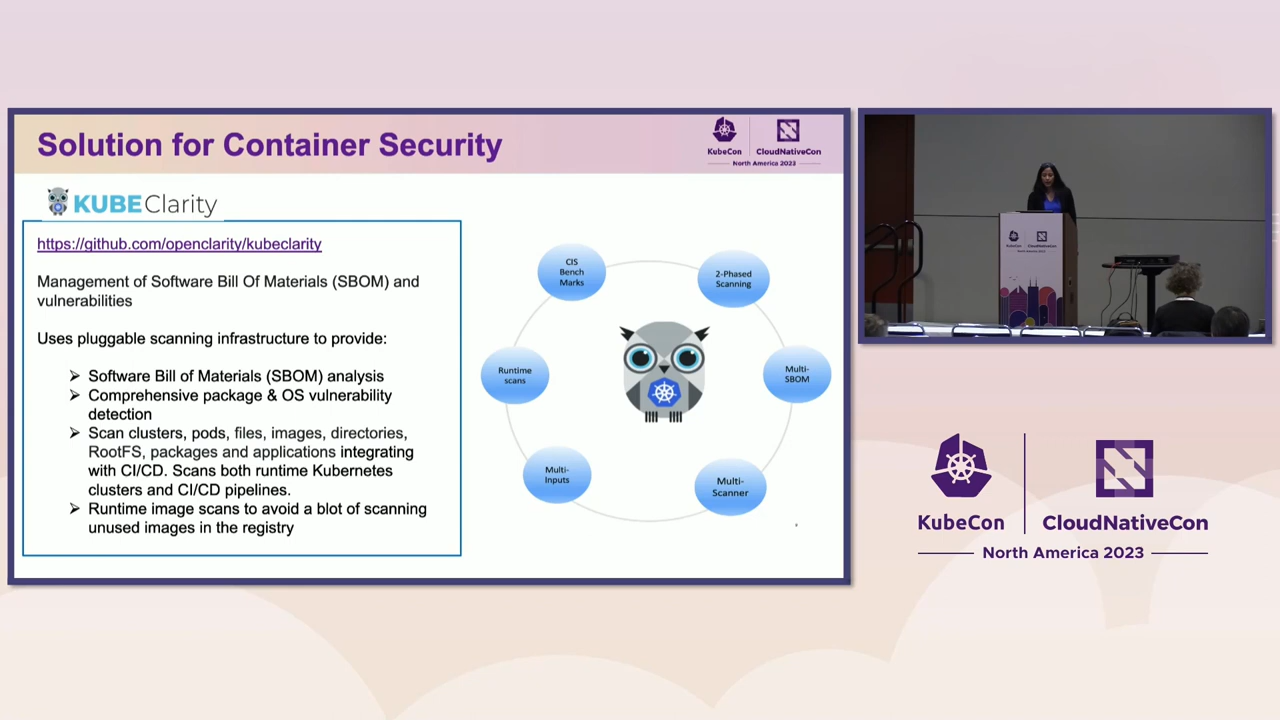 Solution for Container Security
KubeCon
CloudNativeCon
North America 2023
KUBEClarity
https://github.com/openclarity/kubeclarity
Management of Software Bill Of Materials (SBOM) and
vulnerabilities
Uses pluggable scanning infrastructure to provide:
➢ Software Bill of Materials (SBOM) analysis
➢ Comprehensive package & OS vulnerability
detection
➢ Scan clusters, pods, files, images, directories,
RootFS, packages and applications integrating
with CI/CD. Scans both runtime Kubernetes
clusters and CI/CD pipelines.
➢ Runtime image scans to avoid a blot of scanning
unused images in the registry
CIS
Bench
Marks
2-Phased
Scanning
Runtime
scans
Multi-
SBOM
Multi-
Inputs
Multi-
Scanner
KubeCon
CloudNativeCon
North America 2023